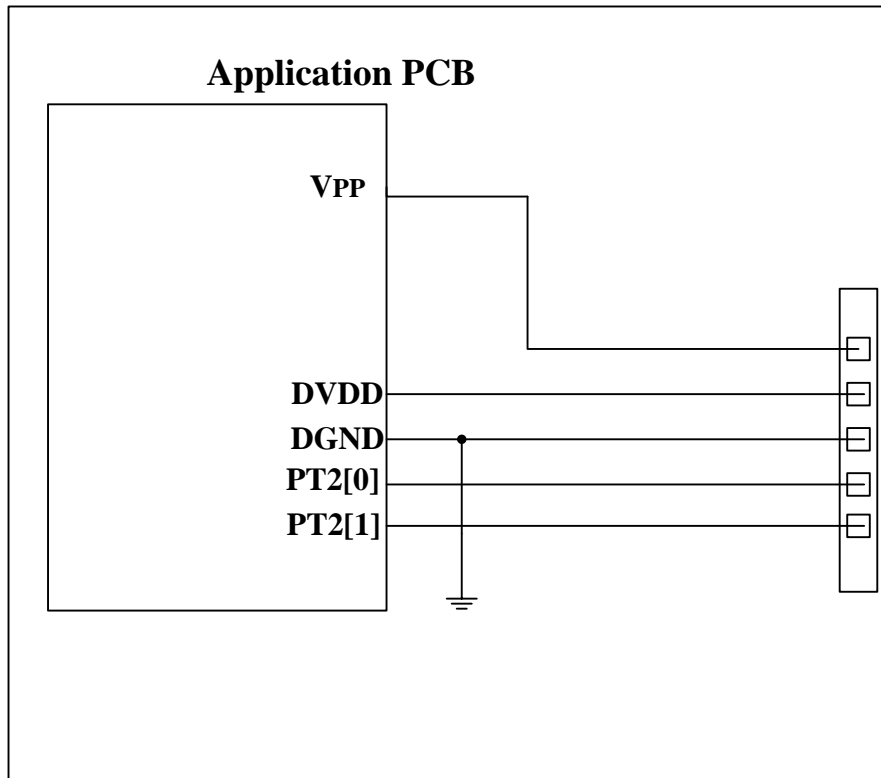 Application PCB
VPP
DVDD
DGND
PT2[0]
PT2[1]